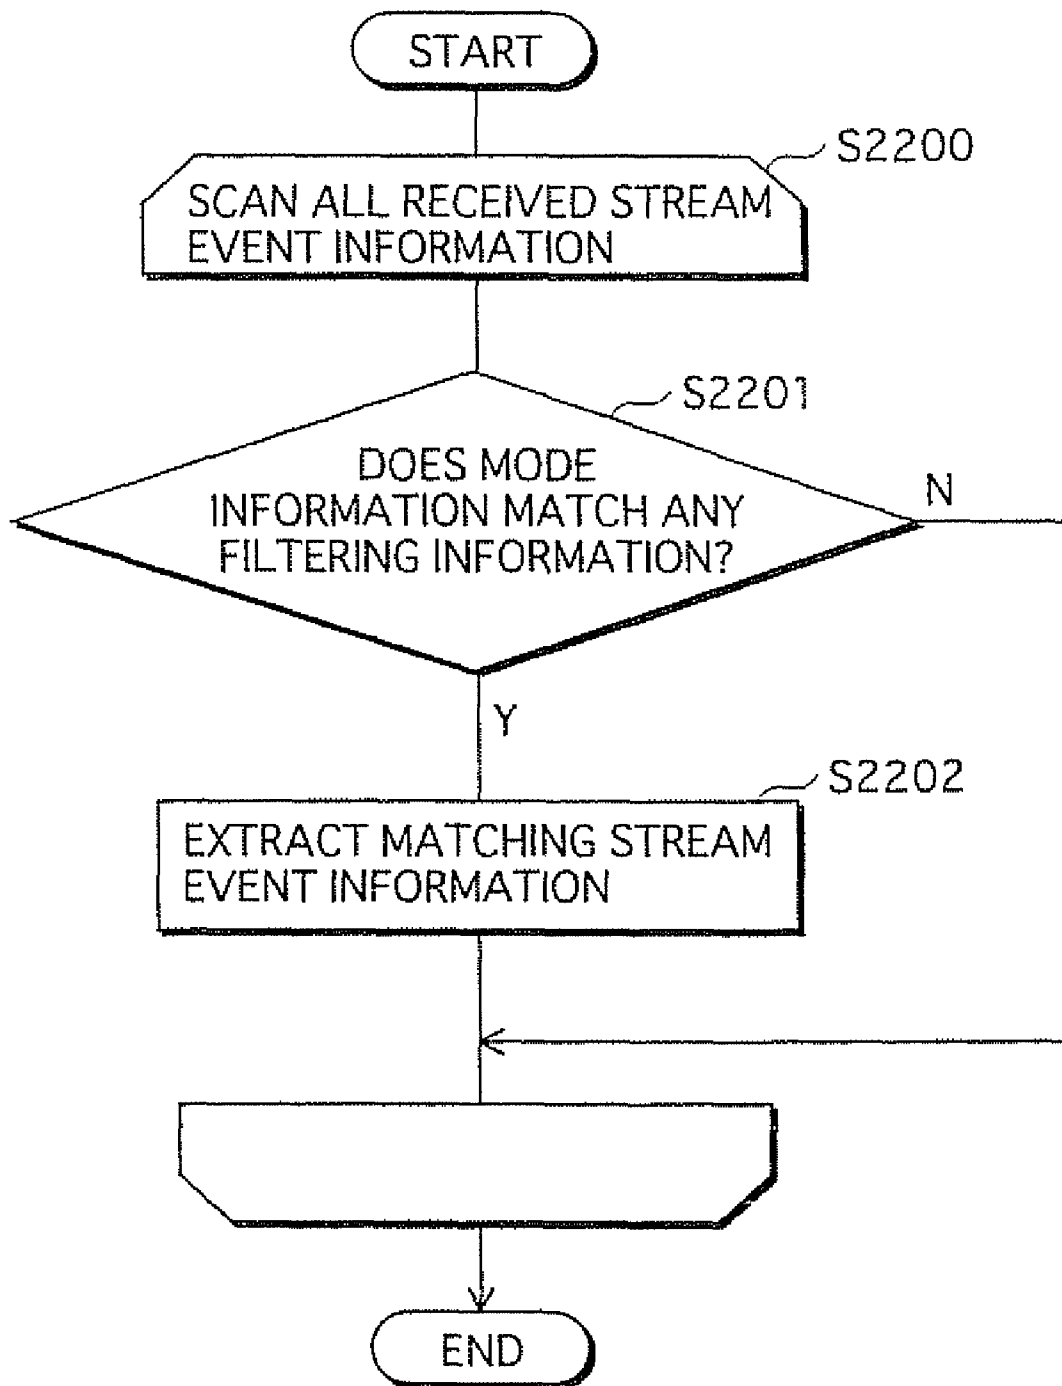 START
S2200
SCAN ALL RECEIVED STREAM
EVENT INFORMATION
S2201
DOES MODE
INFORMATION MATCH ANY
FILTERING INFORMATION?
N
Y
S2202
EXTRACT MATCHING STREAM
EVENT INFORMATION
END